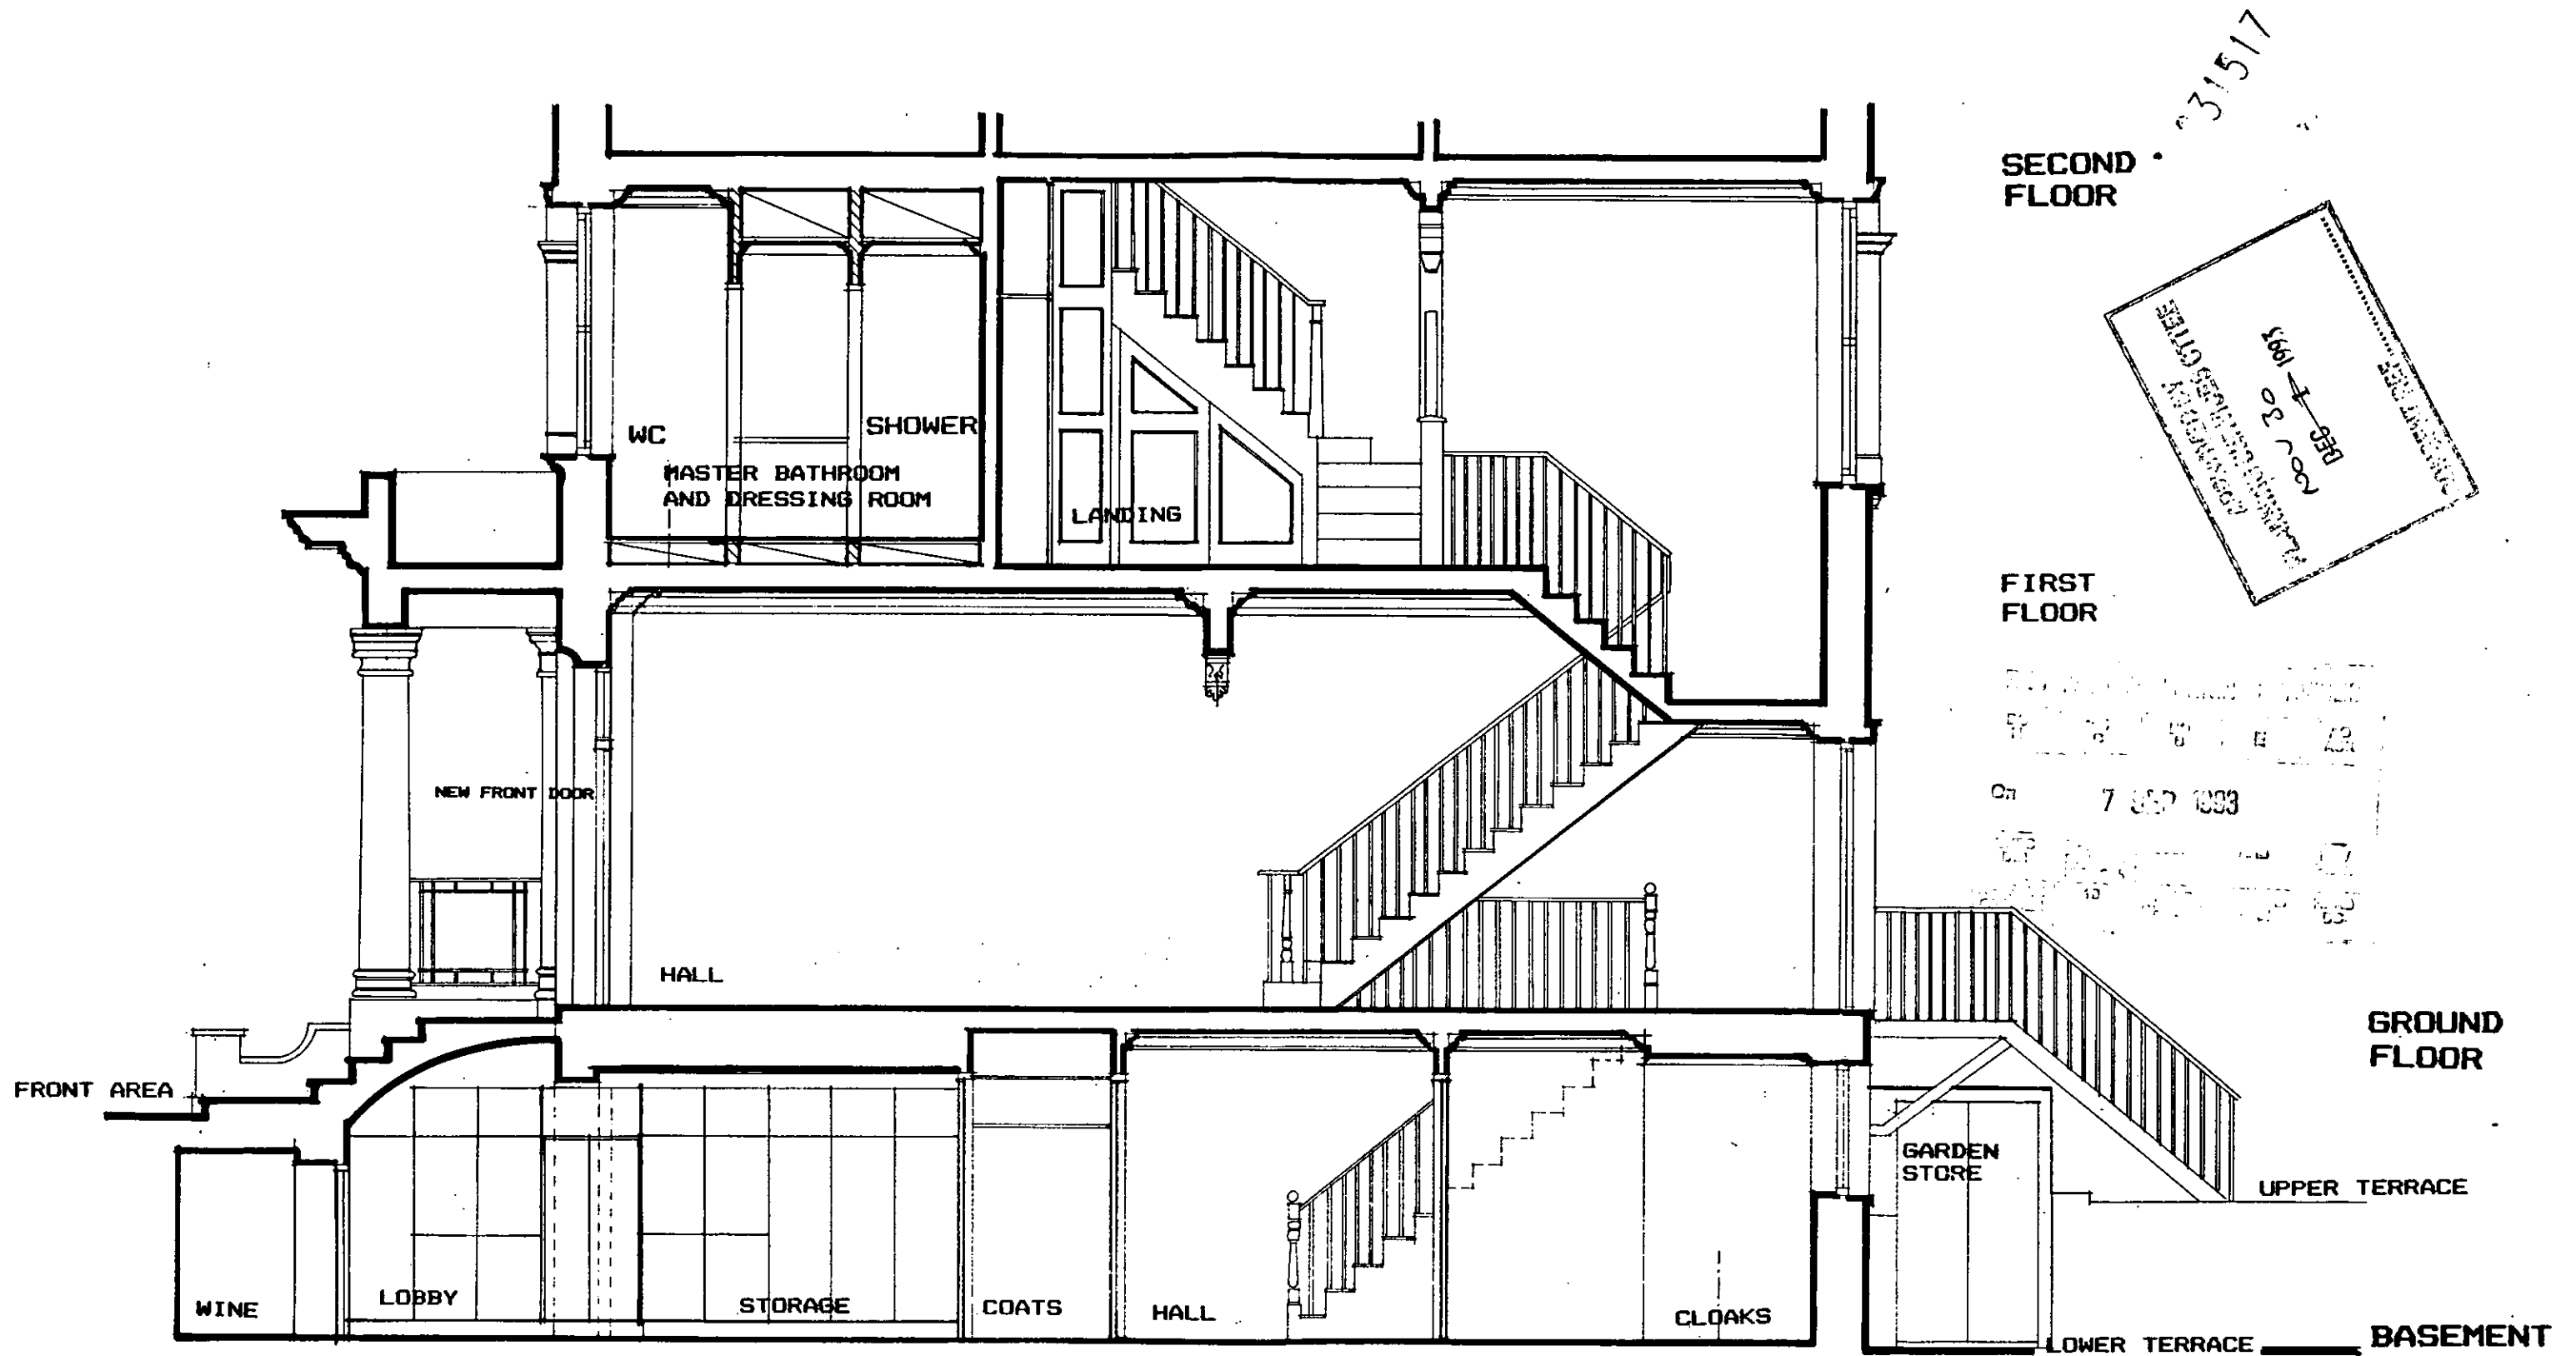 31517
SECOND
FLOOR
WC
SHOWER
MASTER BATHROOM
AND DRESSING ROOM
LANDING
DEC 1993
FIRST
FLOOR
On 7 SEP 1993
NEW FRONT DOOR
HALL
GROUND
FLOOR
FRONT AREA
GARDEN
STORE
UPPER TERRACE
WINE
LOBBY
STORAGE
COATS
HALL
CLOAKS
LOWER TERRACE
BASEMENT